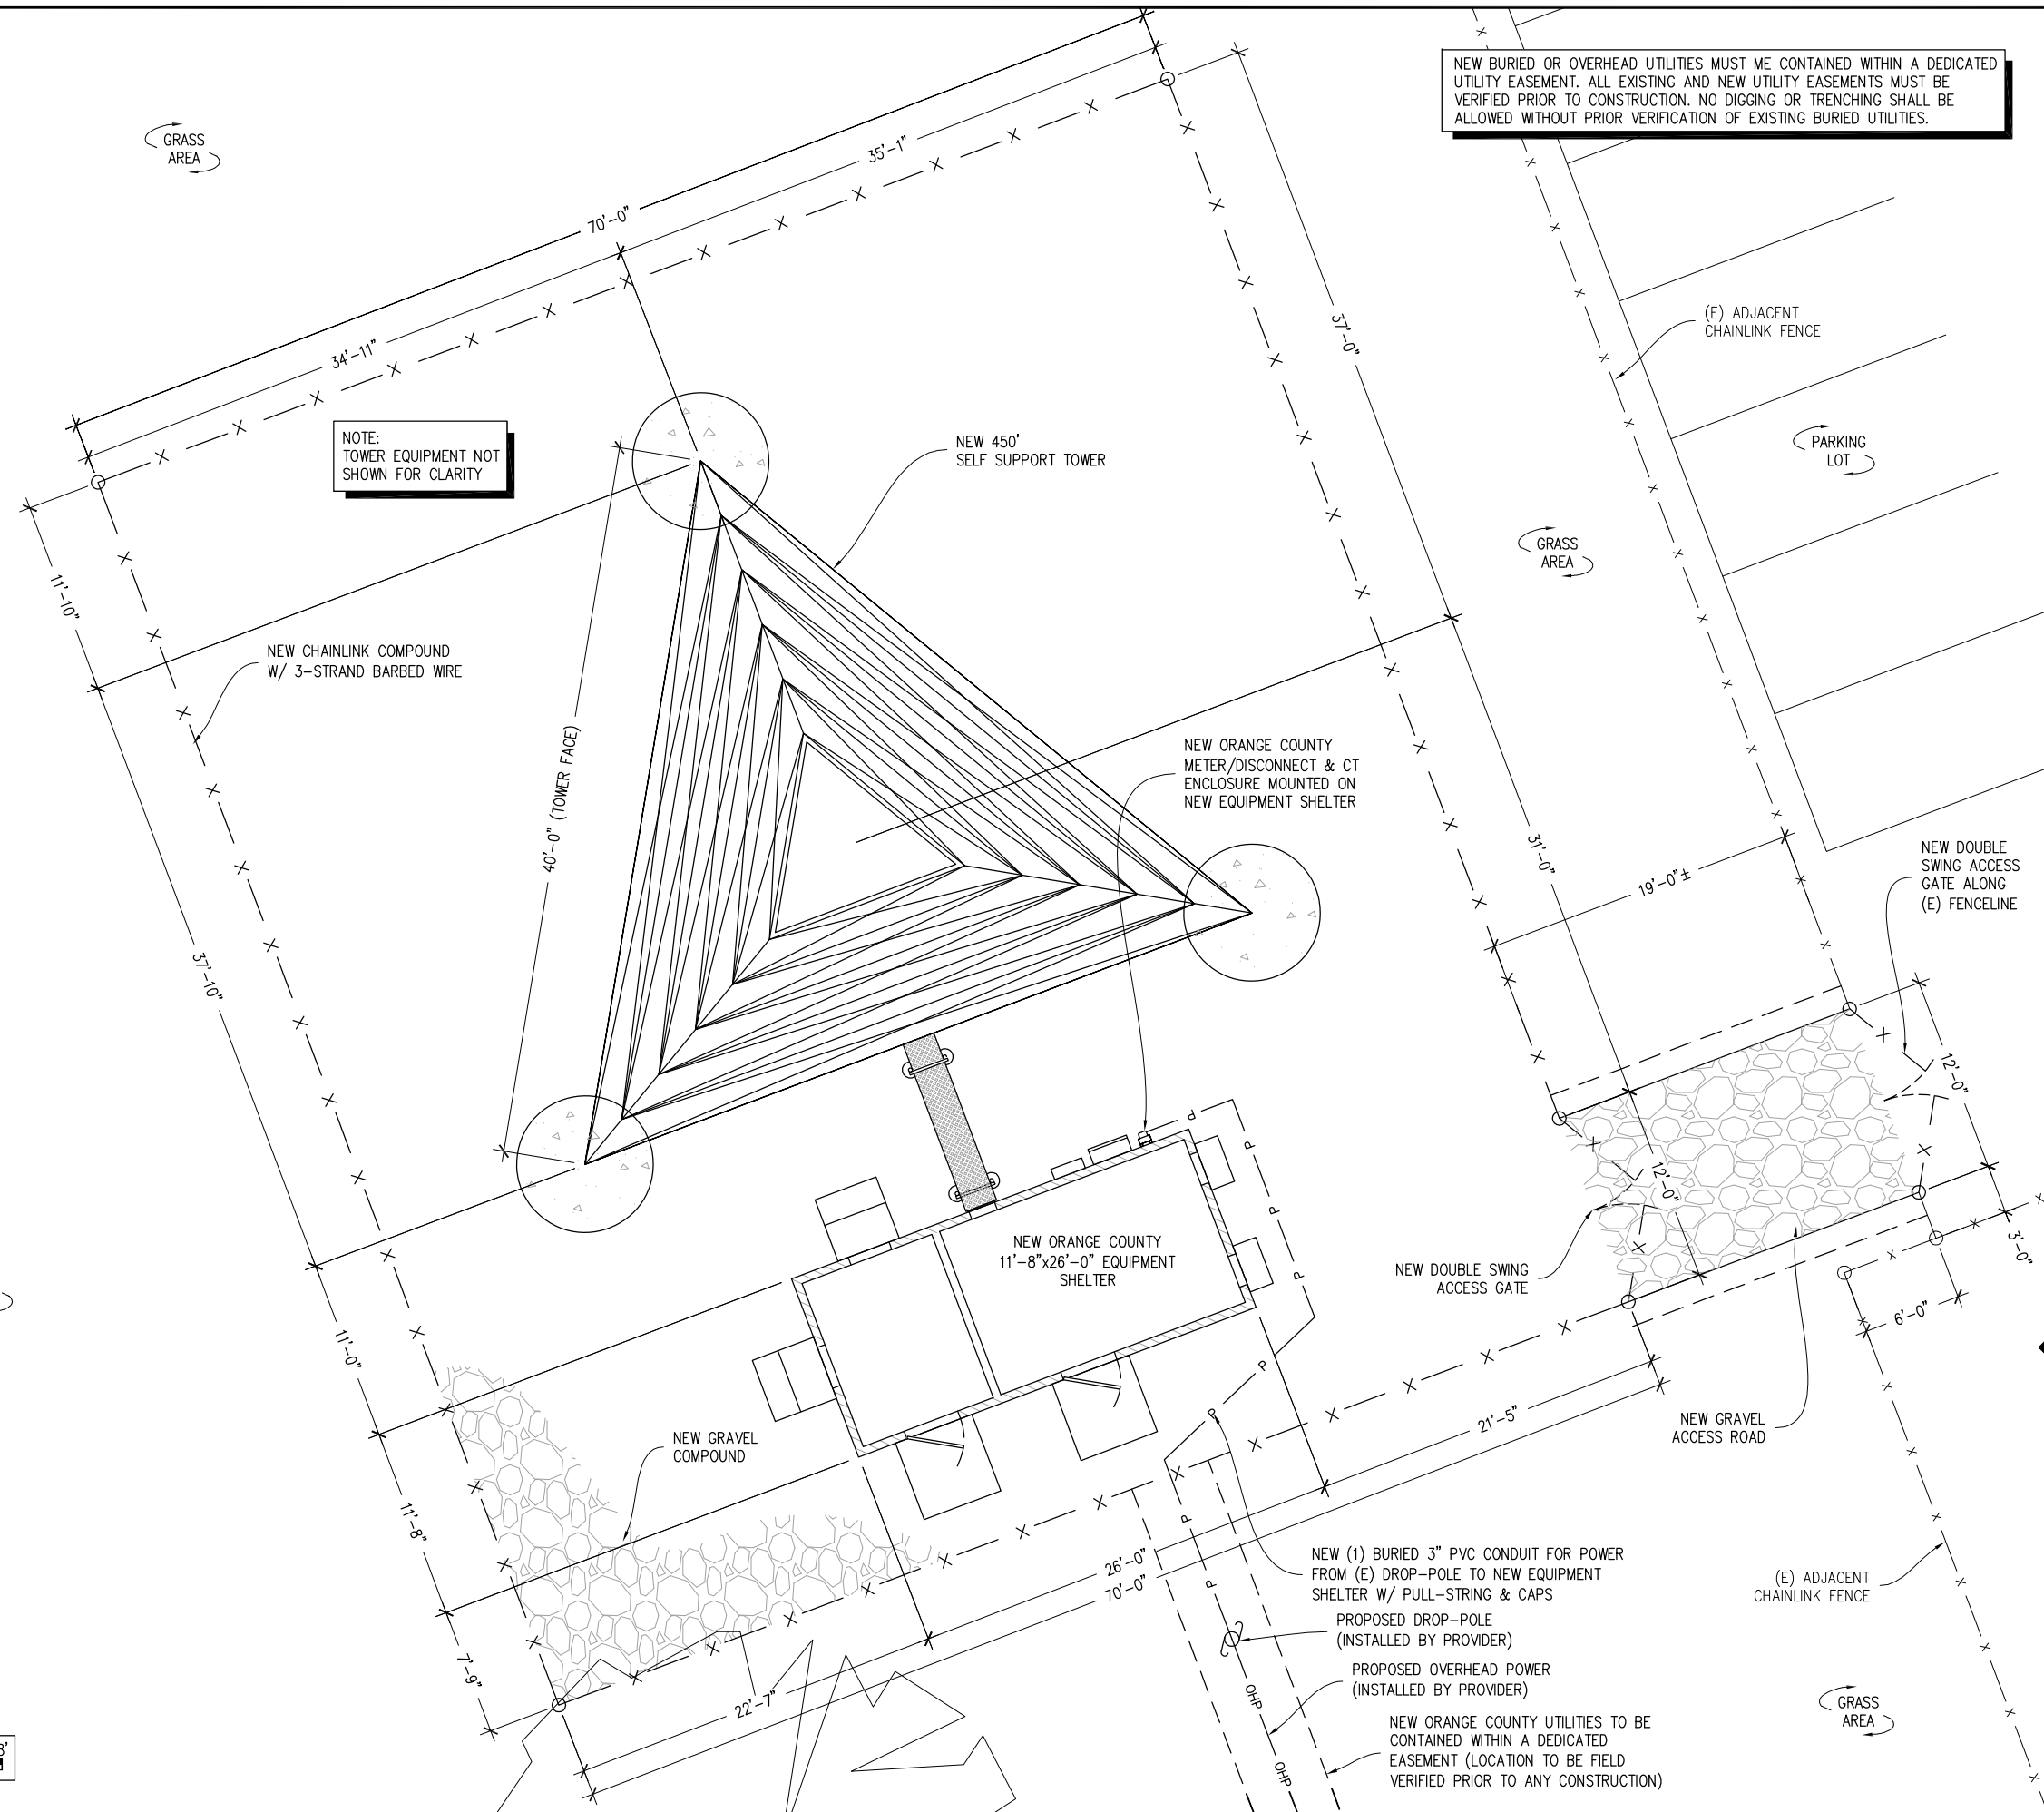 NEW BURIED OR OVERHEAD UTILITIES MUST ME CONTAINED WITHIN A DEDICATED
UTILITY EASEMENT. ALL EXISTING AND NEW UTILITY EASEMENTS MUST BE
VERIFIED PRIOR TO CONSTRUCTION. NO DIGGING OR TRENCHING SHALL BE
ALLOWED WITHOUT PRIOR VERIFICATION OF EXISTING BURIED UTILITIES.
GRASS
AREA
35'-1"
70'-0"
34'-11"
37'-0"
(E) ADJACENT
CHAINLINK FENCE
NOTE:
TOWER EQUIPMENT NOT
SHOWN FOR CLARITY
NEW 450'
SELF SUPPORT TOWER
PARKING
LOT
GRASS
AREA
11'-10"
NEW CHAINLINK COMPOUND
W/ 3-STRAND BARBED WIRE
40'-0" (TOWER FACE)
NEW ORANGE COUNTY
METER/DISCONNECT & CT
ENCLOSURE MOUNTED ON
NEW EQUIPMENT SHELTER
31'-0"
19'-0"±
NEW DOUBLE
SWING ACCESS
GATE ALONG
(E) FENCELINE
37'-10"
12'-0"
12'-0"
3'-0"
NEW ORANGE COUNTY
11'-8"x26'-0" EQUIPMENT
SHELTER
NEW DOUBLE SWING
ACCESS GATE
6'-0"
11'-0"
NEW GRAVEL
COMPOUND
21'-5"
NEW GRAVEL
ACCESS ROAD
11'-8"
26'-0"
70'-0"
NEW (1) BURIED 3" PVC CONDUIT FOR POWER
FROM (E) DROP-POLE TO NEW EQUIPMENT
SHELTER W/ PULL-STRING & CAPS
(E) ADJACENT
CHAINLINK FENCE
PROPOSED DROP-POLE
(INSTALLED BY PROVIDER)
7'-9"
22'-7"
PROPOSED OVERHEAD POWER
(INSTALLED BY PROVIDER)
GRASS
AREA
OHP
NEW ORANGE COUNTY UTILITIES TO BE
CONTAINED WITHIN A DEDICATED
EASEMENT (LOCATION TO BE FIELD
VERIFIED PRIOR TO ANY CONSTRUCTION)
OHP
P
P
P
P
P
P
P
P
P